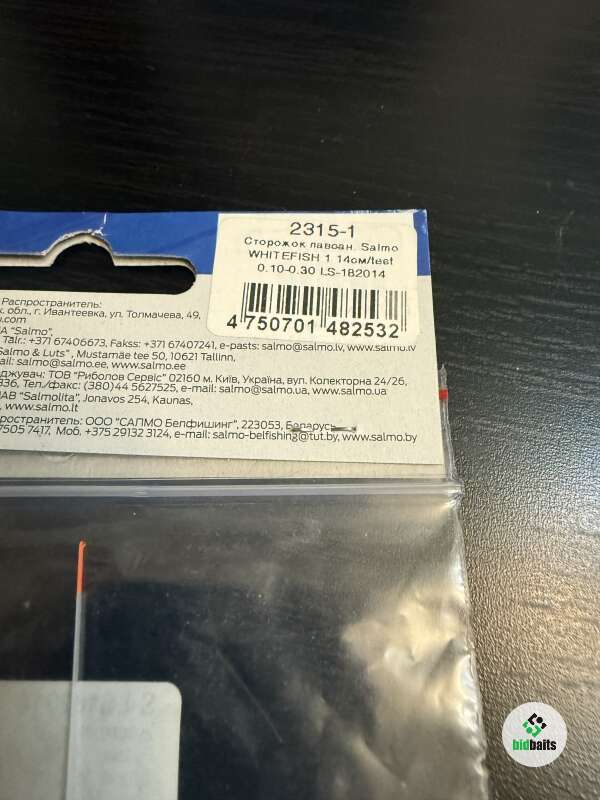 2315-1
Сторожок лавсан. Salmo
WHITEFISH 1 14см/test
0.10-0.30 LS-182014
4 750701 482532
Распространитель:
обл., г. Ивантеевка, ул. Толмачева, 49,
"Salmo",
Talr.: +371 67406673, Fakss: +371 67407241, e-pasts: salmo@salmo.lv, www.salmo.lv
Salmo & Luts", Mustamäe tee 50, 10621 Tallinn,
mail: salmo@salmo.ee, www.salmo.ee
ТОВ "Риболов Сервіс" 02160 м. Київ, Україна, вул. Колекторна 24/26,
336, Тел./факс: (380)44 5627525, e-mail: salmo@salmo.ua, www.salmo.ua
AB "Salmolita", Jonavos 254, Kaunas,
www.salmo.lt
ООО "САЛМО Белфишинг", 223053, Беларусь
7505 7417, Моб. +375 29132 3124, e-mail: salmo-belfishing@tut.by, www.salmo.by
bidbaits